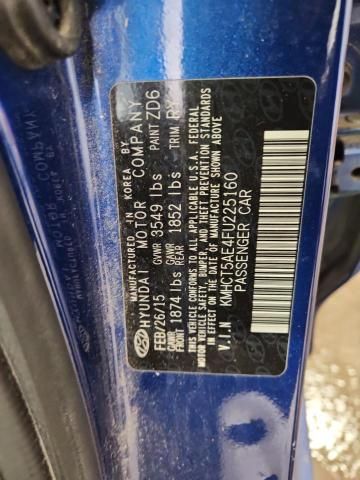 MANUFACTURED IN KOREA BY
HYUNDAI MOTOR COMPANY
FEB/26/15 GVWR 3549 lbs PAINT ZD6
GAWR FRONT 1874 lbs GAWR REAR 1852 lbs TRIM RY
THIS VEHICLE CONFORMS TO ALL APPLICABLE U.S.A. FEDERAL
MOTOR VEHICLE SAFETY, BUMPER, AND THEFT PREVENTION STANDARDS
IN EFFECT ON THE DATE OF MANUFACTURE SHOWN ABOVE
V.I.N KMHCT5AE4FU225160
PASSENGER CAR